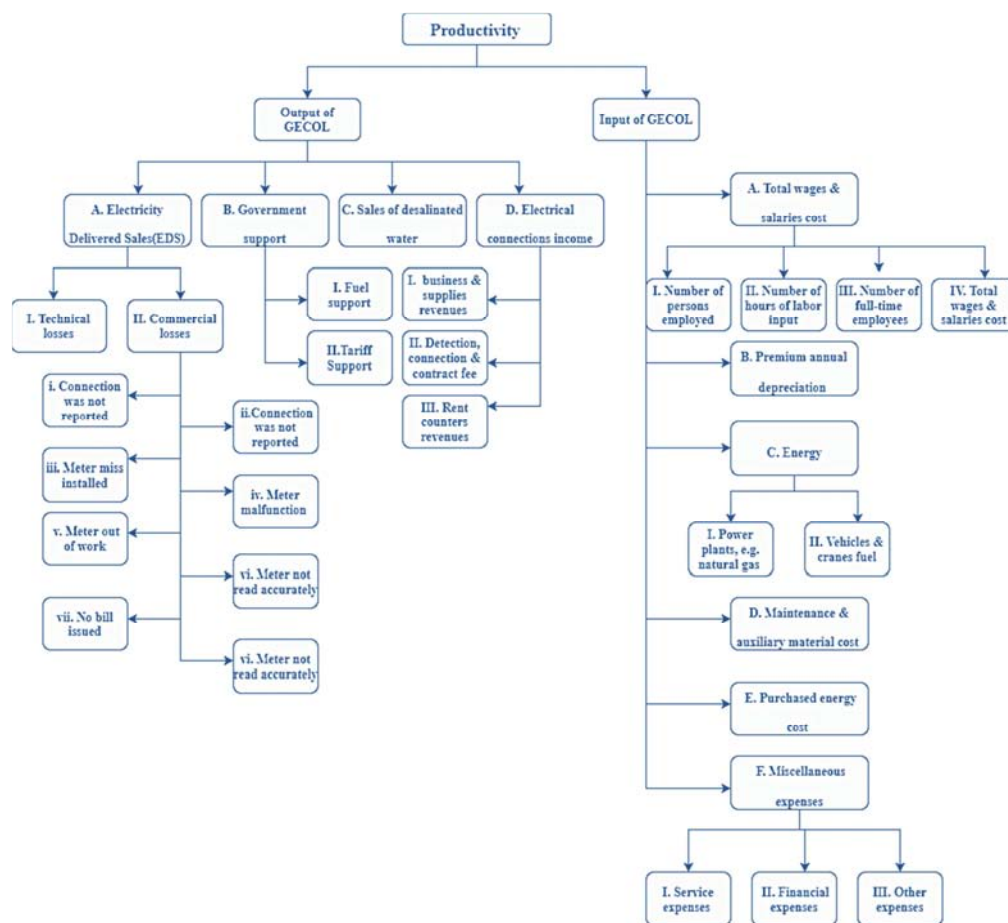 Productivity
Output of
GECOL
Input of GECOL
A. Electricity
Delivered Sales(EDS)
B. Government
support
C. Sales of desalinated
water
D. Electrical
connections income
I. Technical
losses
II. Commercial
losses
i. Connection
was not
reported
ii.Connection
was not
reported
iii. Meter miss
installed
iv. Meter
malfunction
v. Meter out
of work
vi. Meter not
read accurately
vii. No bill
issued
vi. Meter not
read accurately
I. Fuel
support
II.Tariff
Support
I. business &
supplies
revenues
II. Detection,
connection &
contract fee
III. Rent
counters
revenues
A. Total wages &
salaries cost
I. Number of
persons
employed
II. Number of
hours of labor
input
III. Number of
full-time
employees
IV. Total
wages &
salaries cost
B. Premium annual
depreciation
C. Energy
I. Power
plants, e.g.
natural gas
II. Vehicles &
cranes fuel
D. Maintenance &
auxiliary material cost
E. Purchased energy
cost
F. Miscellaneous
expenses
I. Service
expenses
II. Financial
expenses
III. Other
expenses